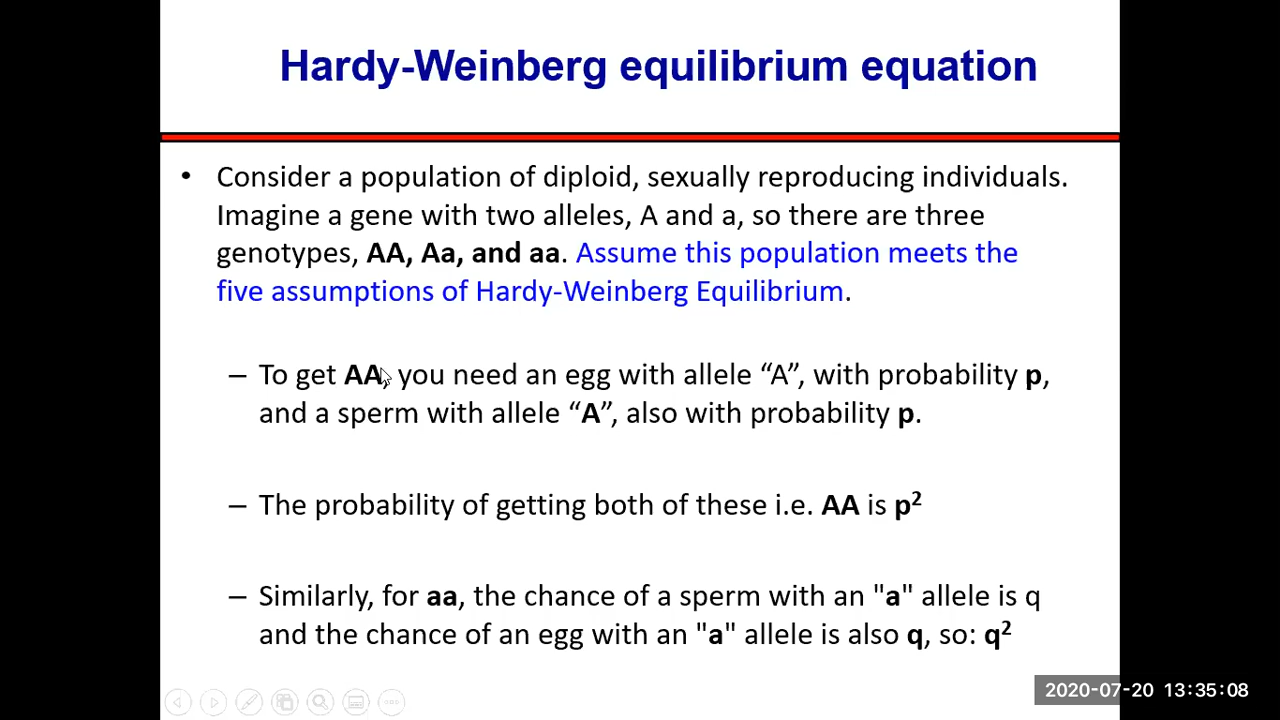 Hardy-Weinberg equilibrium equation
• Consider a population of diploid, sexually reproducing individuals.
Imagine a gene with two alleles, A and a, so there are three
genotypes, AA, Aa, and aa. Assume this population meets the
five assumptions of Hardy-Weinberg Equilibrium.
– To get AA, you need an egg with allele “A”, with probability p,
and a sperm with allele “A”, also with probability p.
– The probability of getting both of these i.e. AA is p²
– Similarly, for aa, the chance of a sperm with an "a" allele is q
and the chance of an egg with an "a" allele is also q, so: q²
2020-07-20 13:35:08